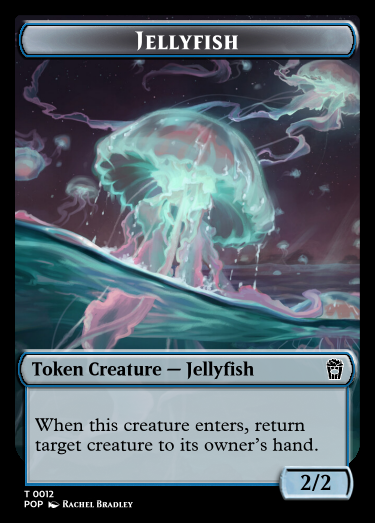 Jellyfish
Token Creature — Jellyfish
When this creature enters, return
target creature to its owner's hand.
2/2
T 0012
POP Rachel Bradley